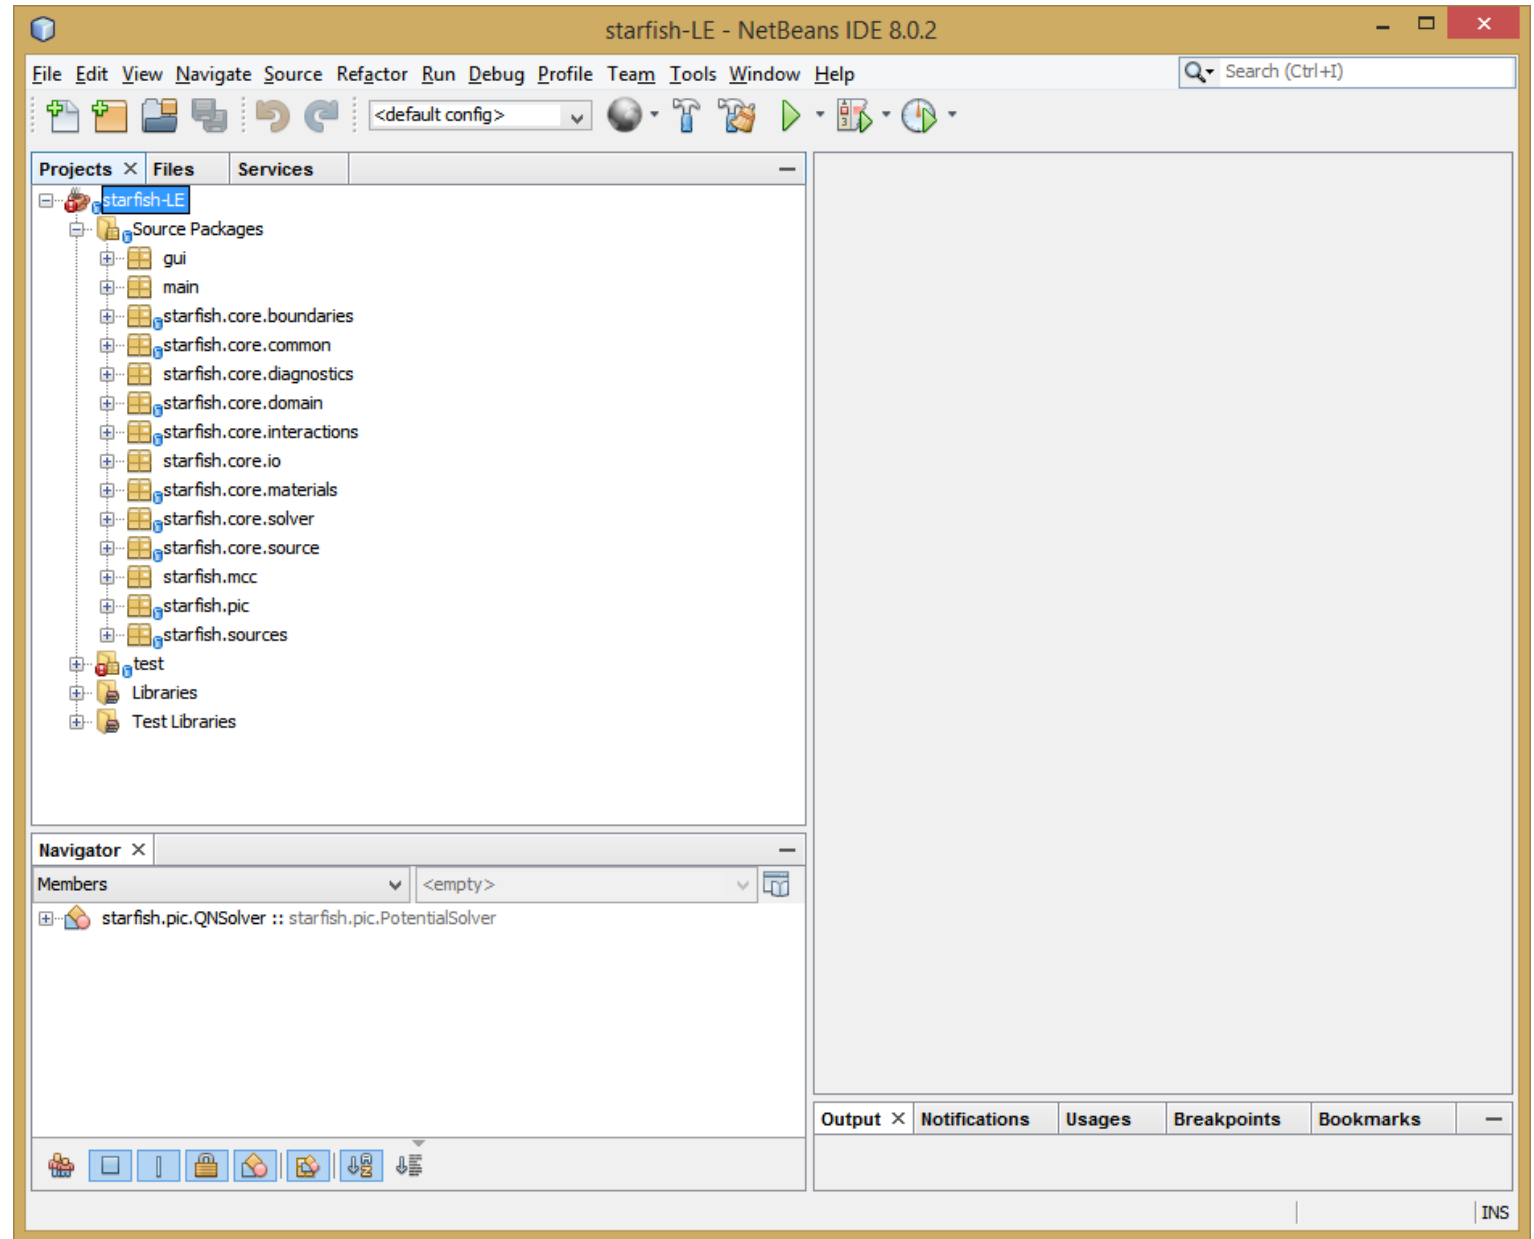 starfish-LE - NetBeans IDE 8.0.2
File Edit View Navigate Source Refactor Run Debug Profile Team Tools Window Help
Search (Ctrl+I)
<default config>
Projects Files Services
starfish-LE
Source Packages
gui
main
starfish.core.boundaries
starfish.core.common
starfish.core.diagnostics
starfish.core.domain
starfish.core.interactions
starfish.core.io
starfish.core.materials
starfish.core.solver
starfish.core.source
starfish.mcc
starfish.pic
starfish.sources
test
Libraries
Test Libraries
Navigator
Members <empty>
starfish.pic.QNSolver :: starfish.pic.PotentialSolver
Output Notifications Usages Breakpoints Bookmarks
INS